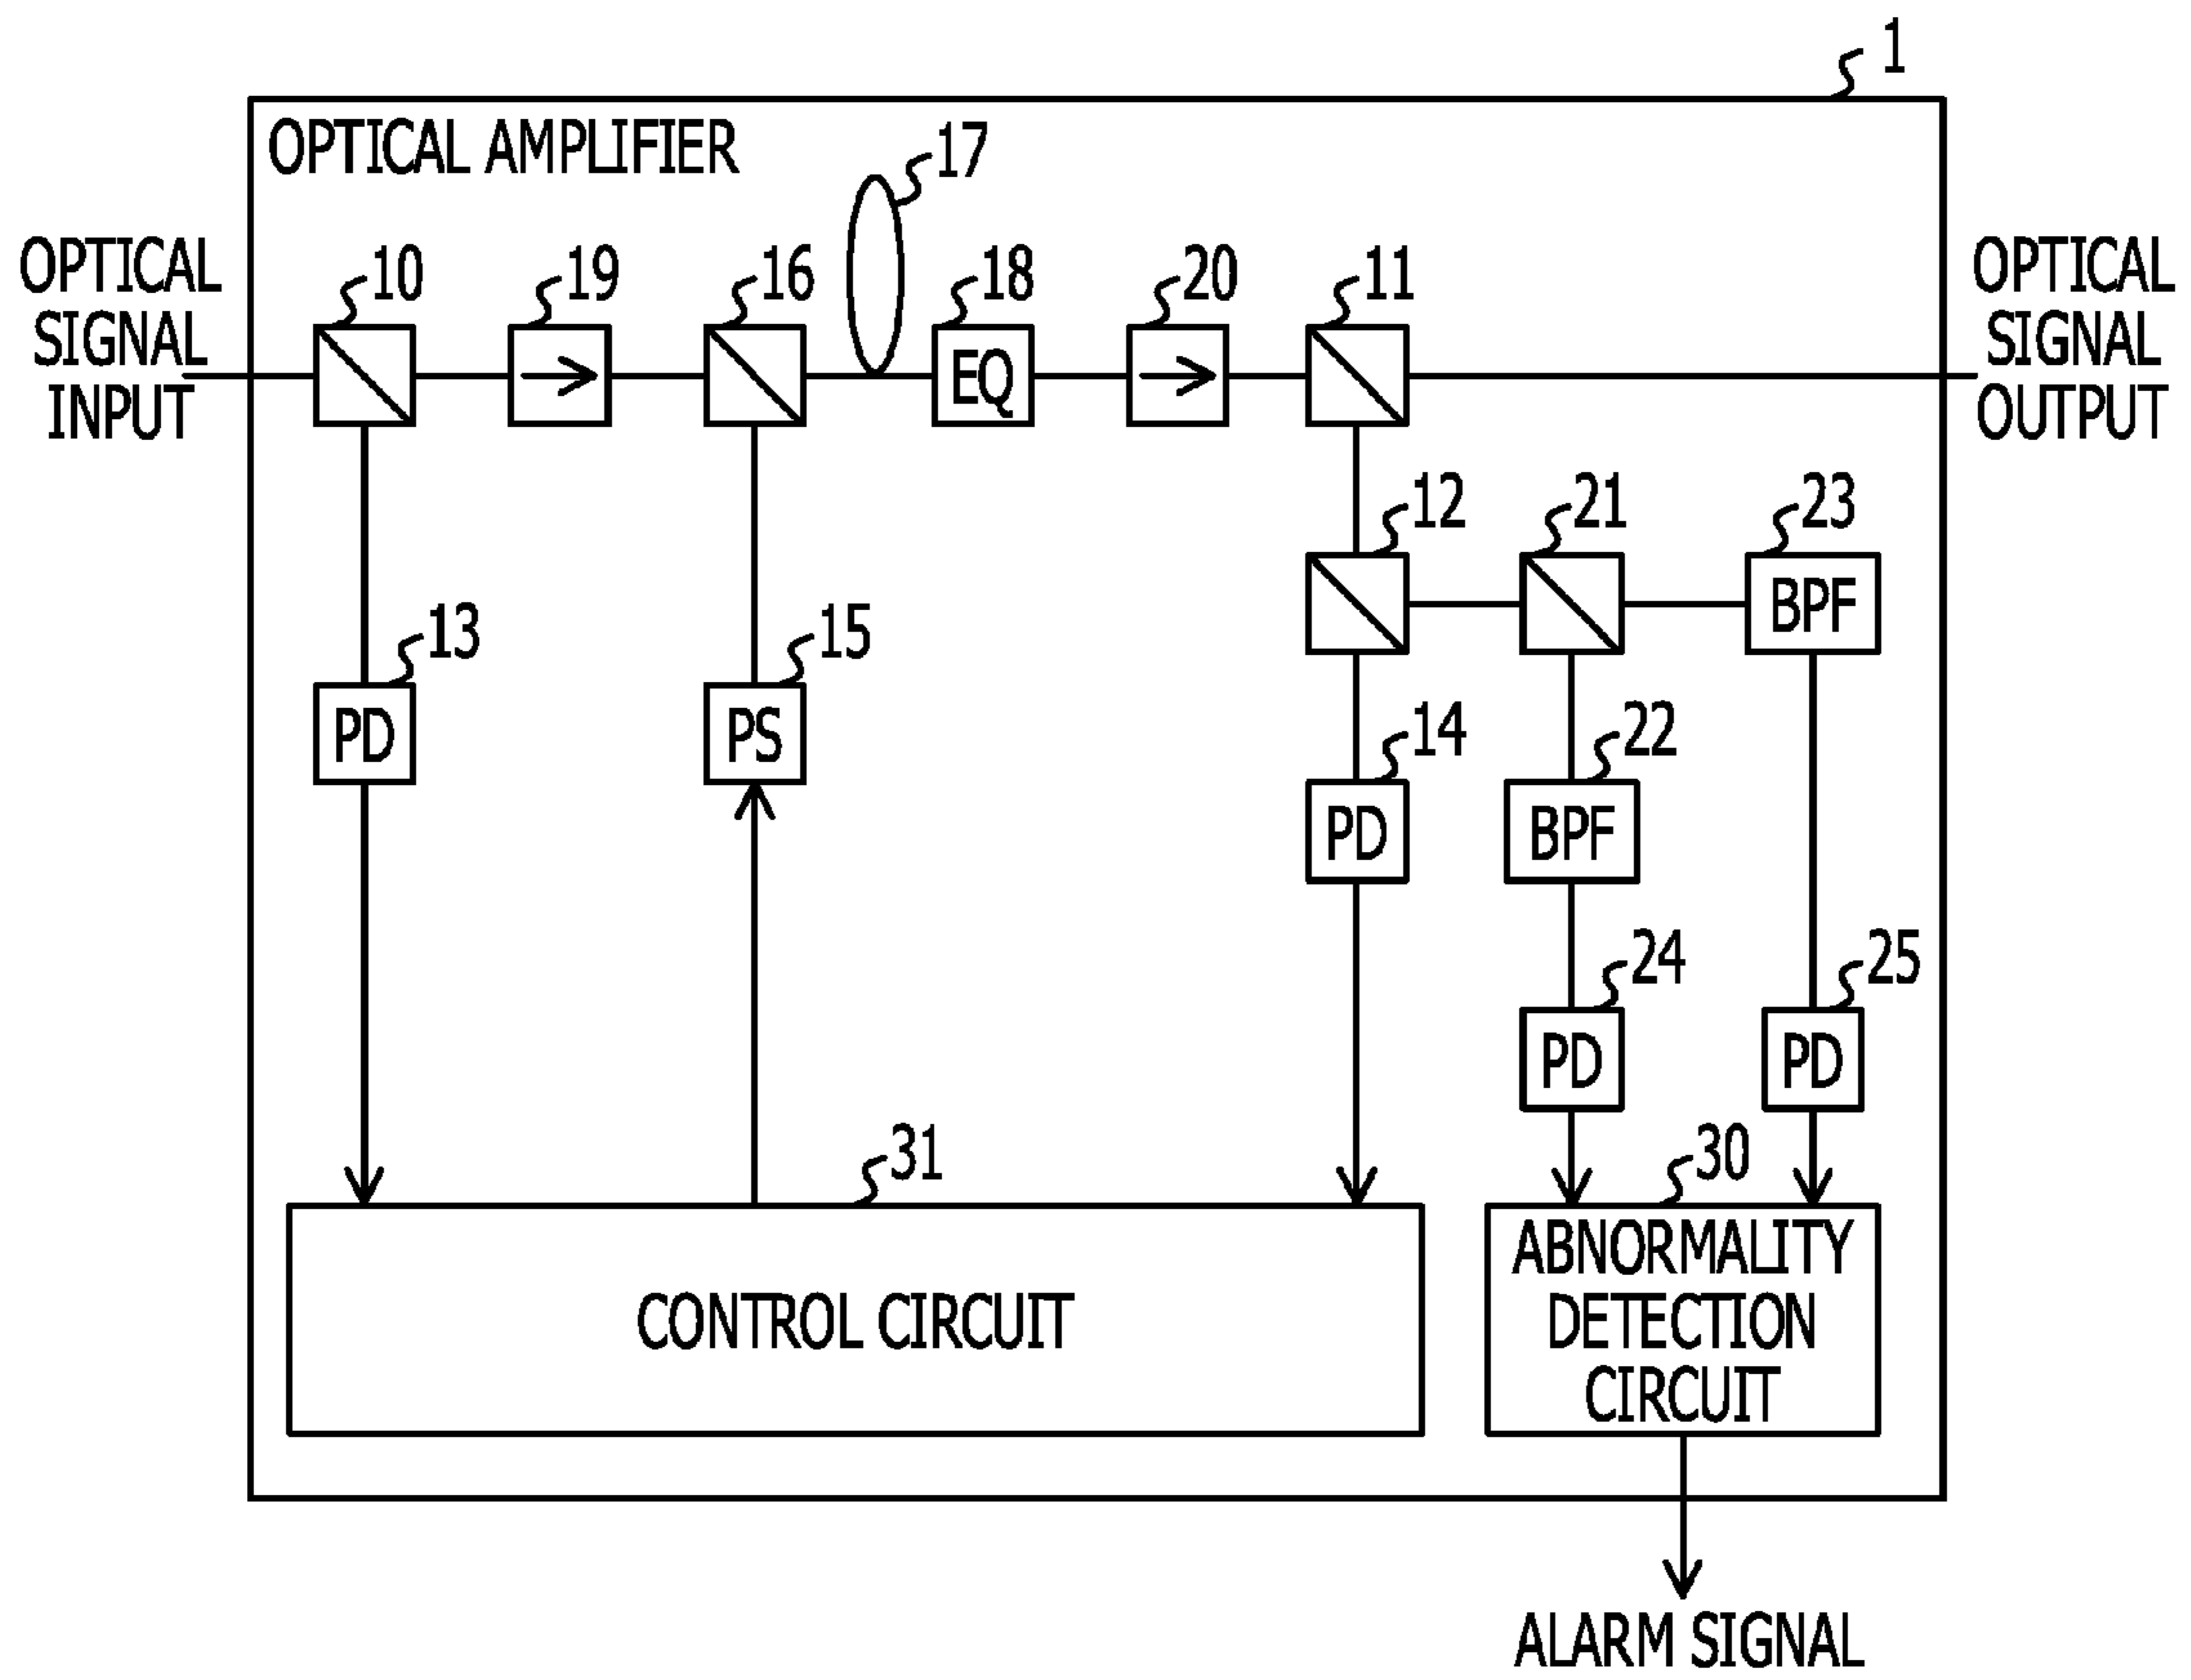 1
OPTICAL AMPLIFIER
17
OPTICAL
SIGNAL
INPUT
10
19
16
18
20
11
OPTICAL
SIGNAL
OUTPUT
EQ
12
21
23
BPF
13
15
PD
PS
14
22
PD
BPF
24
25
PD
PD
31
30
CONTROL CIRCUIT
ABNORMALITY
DETECTION
CIRCUIT
ALARM SIGNAL